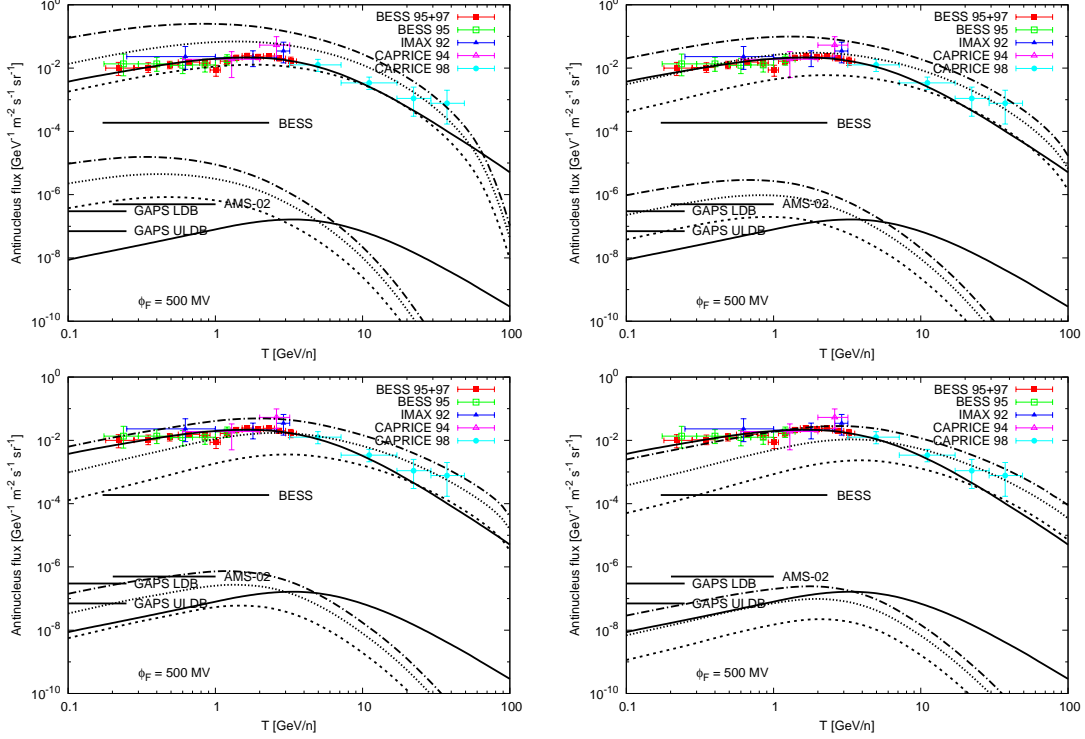 10^0
10^-2
10^-4
10^-6
10^-8
10^-10
0.1 1 10 100
Antinucleus flux [GeV^-1 m^-2 s^-1 sr^-1]
T [GeV/n]
BESS 95+97
BESS 95
IMAX 92
CAPRICE 94
CAPRICE 98
BESS
AMS-02
GAPS LDB
GAPS ULDB
ϕ_F = 500 MV
10^0
10^-2
10^-4
10^-6
10^-8
10^-10
0.1 1 10 100
Antinucleus flux [GeV^-1 m^-2 s^-1 sr^-1]
T [GeV/n]
BESS 95+97
BESS 95
IMAX 92
CAPRICE 94
CAPRICE 98
BESS
AMS-02
GAPS LDB
GAPS ULDB
ϕ_F = 500 MV
10^0
10^-2
10^-4
10^-6
10^-8
10^-10
0.1 1 10 100
Antinucleus flux [GeV^-1 m^-2 s^-1 sr^-1]
T [GeV/n]
BESS 95+97
BESS 95
IMAX 92
CAPRICE 94
CAPRICE 98
BESS
AMS-02
GAPS LDB
GAPS ULDB
ϕ_F = 500 MV
10^0
10^-2
10^-4
10^-6
10^-8
10^-10
0.1 1 10 100
Antinucleus flux [GeV^-1 m^-2 s^-1 sr^-1]
T [GeV/n]
BESS 95+97
BESS 95
IMAX 92
CAPRICE 94
CAPRICE 98
BESS
AMS-02
GAPS LDB
GAPS ULDB
ϕ_F = 500 MV